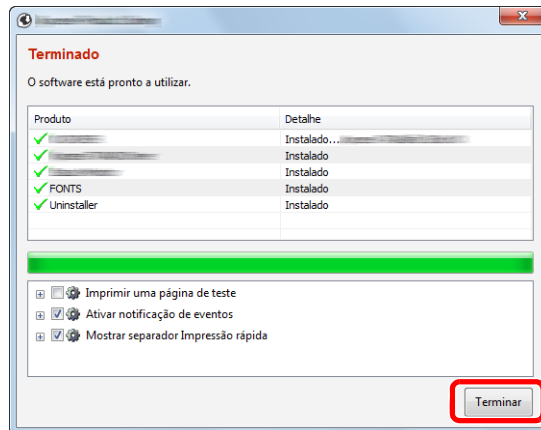 Terminado
O software está pronto a utilizar.
Produto Detalhe
Instalado...
Instalado
Instalado
FONTS Instalado
Uninstaller Instalado
Imprimir uma página de teste
Ativar notificação de eventos
Mostrar separador Impressão rápida
Terminar